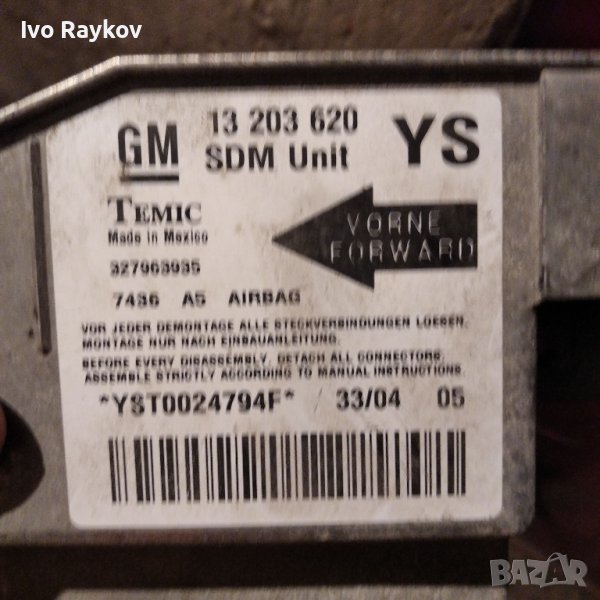 Ivo Raykov
GM 13 203 620 YS
SDM Unit
TEMIC
Made in Mexico
VORNE
FORWARD
327963935
7436 A5 AIRBAG
VOR JEDER DEMONTAGE ALLE STECKVERBINDUNGEN LOESEN.
MONTAGE NUR NACH EINBAUANLEITUNG.
BEFORE EVERY DISASSEMBLY, DETACH ALL CONNECTORS.
ASSEMBLE STRICTLY ACCORDING TO MANUAL INSTRUCTIONS.
*YST0024794F* 33/04 05
BAZAR